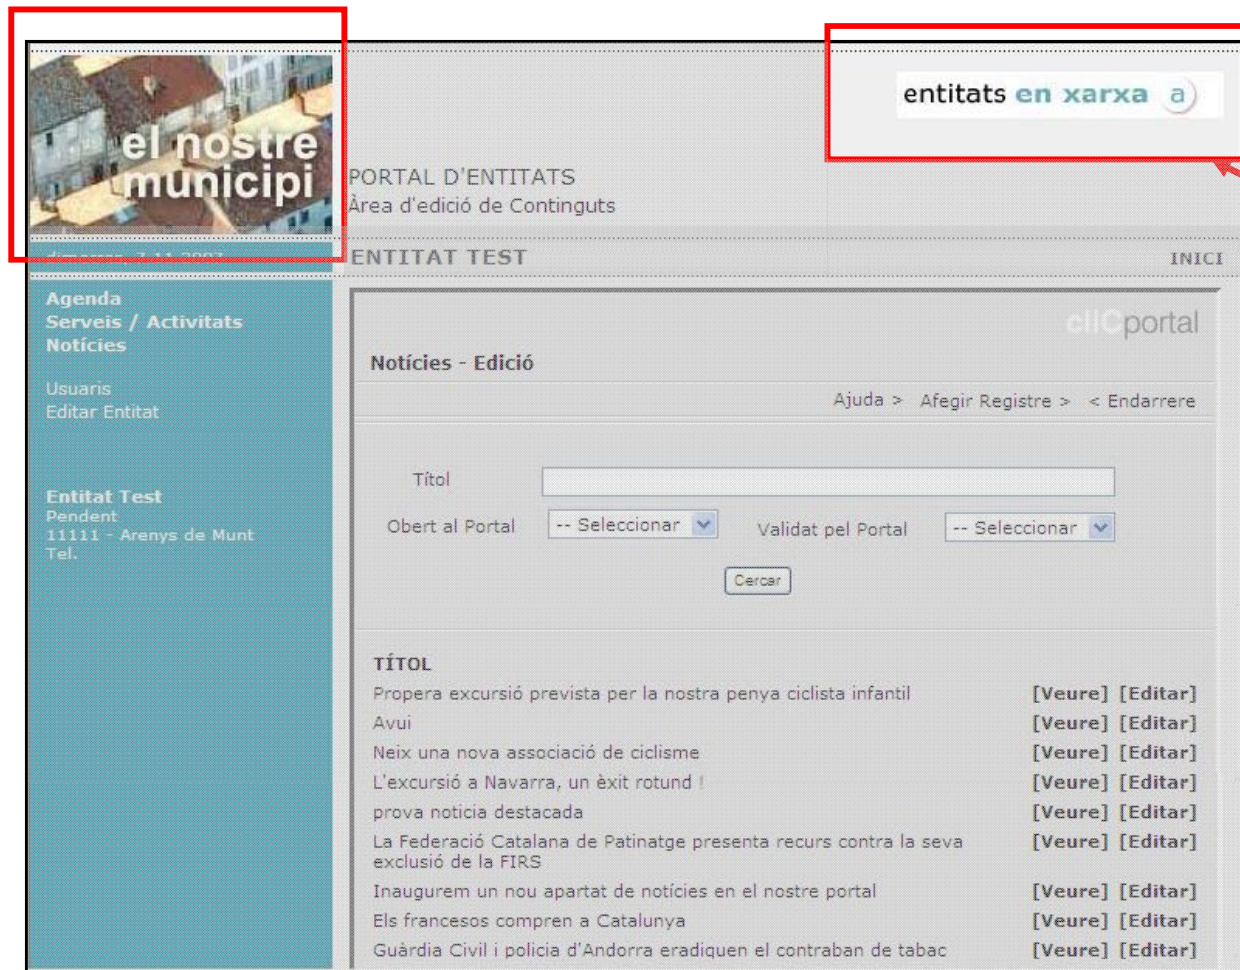 el nostre
municipi
entitats en xarxa a)
PORTAL D'ENTITATS
Àrea d'edició de Continguts
dimarres, 7-11-2007
ENTITAT TEST
INICI
Agenda
Serveis / Activitats
Notícies
Usuaris
Editar Entitat
Entitat Test
Pendent
11111 - Arenys de Munt
Tel.
clicportal
Notícies - Edició
Ajuda > Afegir Registre > < Endarrere
Títol
Obert al Portal -- Seleccionar Validat pel Portal -- Seleccionar
Cercar
TÍTOL
Propera excursió prevista per la nostra penya ciclista infantil [Veure] [Editar]
Avui [Veure] [Editar]
Neix una nova associació de ciclisme [Veure] [Editar]
L'excursió a Navarra, un èxit rotund ! [Veure] [Editar]
prova noticia destacada [Veure] [Editar]
La Federació Catalana de Patinatge presenta recurs contra la seva [Veure] [Editar]
exclusió de la FIRS
Inaugurem un nou apartat de notícies en el nostre portal [Veure] [Editar]
Els francesos compren a Catalunya [Veure] [Editar]
Guàrdia Civil i policia d'Andorra eradiquen el contraban de tabac [Veure] [Editar]